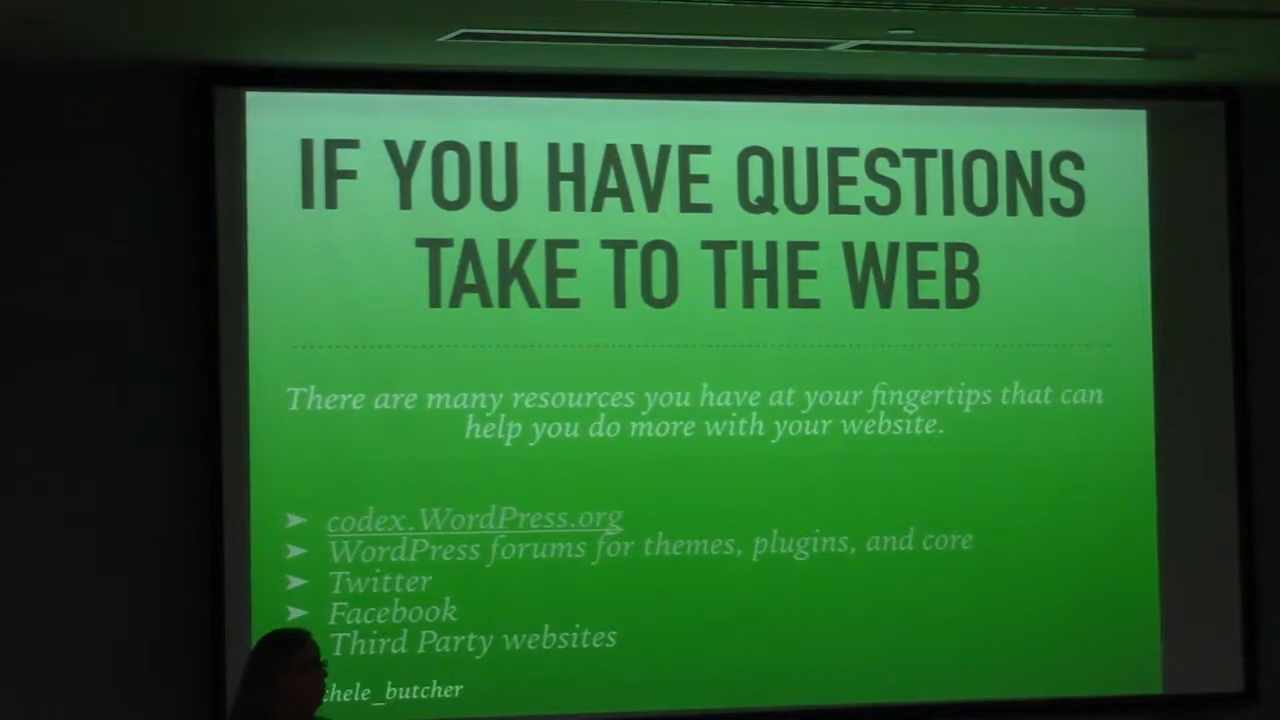 IF YOU HAVE QUESTIONS
TAKE TO THE WEB
There are many resources you have at your fingertips that can
help you do more with your website.
➤ codex.WordPress.org
➤ WordPress forums for themes, plugins, and core
➤ Twitter
➤ Facebook
Third Party websites
chele_butcher